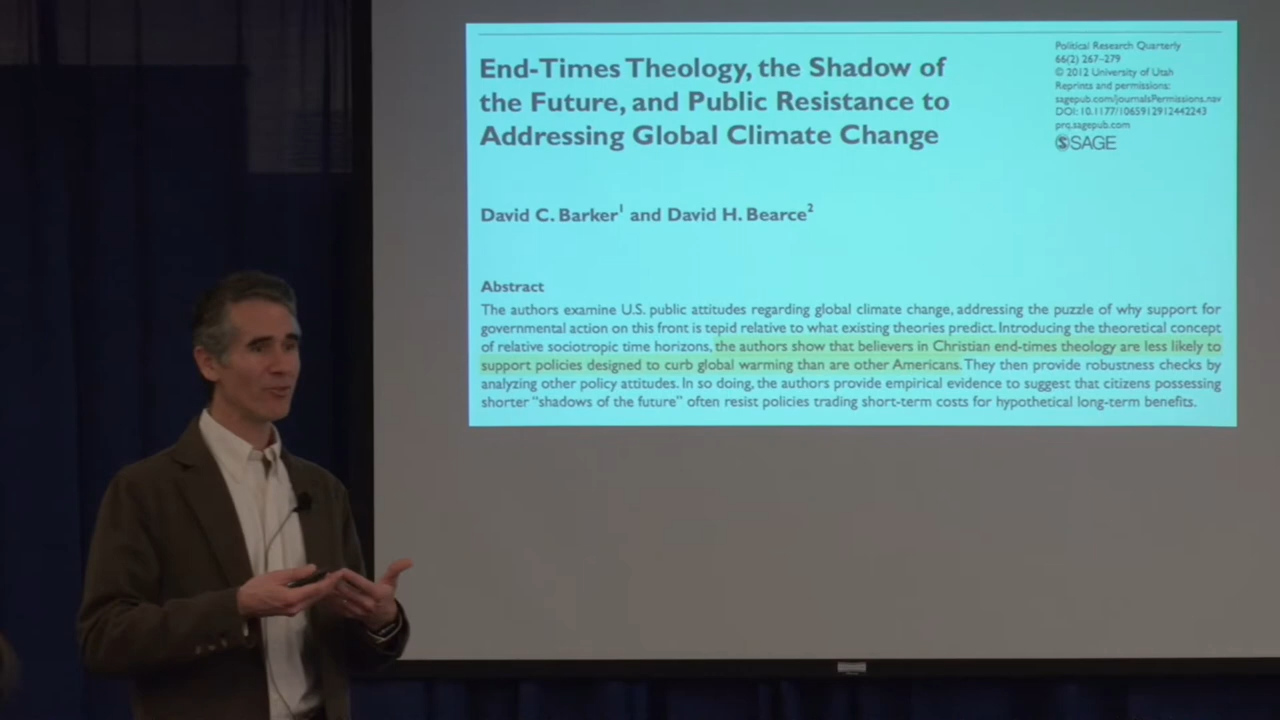 End-Times Theology, the Shadow of
the Future, and Public Resistance to
Addressing Global Climate Change
Political Research Quarterly
66(2) 267–279
© 2012 University of Utah
Reprints and permissions:
sagepub.com/journalsPermissions.nav
DOI: 10.1177/1065912912442243
prq.sagepub.com
SAGE
David C. Barker1 and David H. Bearce2
Abstract
The authors examine U.S. public attitudes regarding global climate change, addressing the puzzle of why support for
governmental action on this front is tepid relative to what existing theories predict. Introducing the theoretical concept
of relative sociotropic time horizons, the authors show that believers in Christian end-times theology are less likely to
support policies designed to curb global warming than are other Americans. They then provide robustness checks by
analyzing other policy attitudes. In so doing, the authors provide empirical evidence to suggest that citizens possessing
shorter “shadows of the future” often resist policies trading short-term costs for hypothetical long-term benefits.